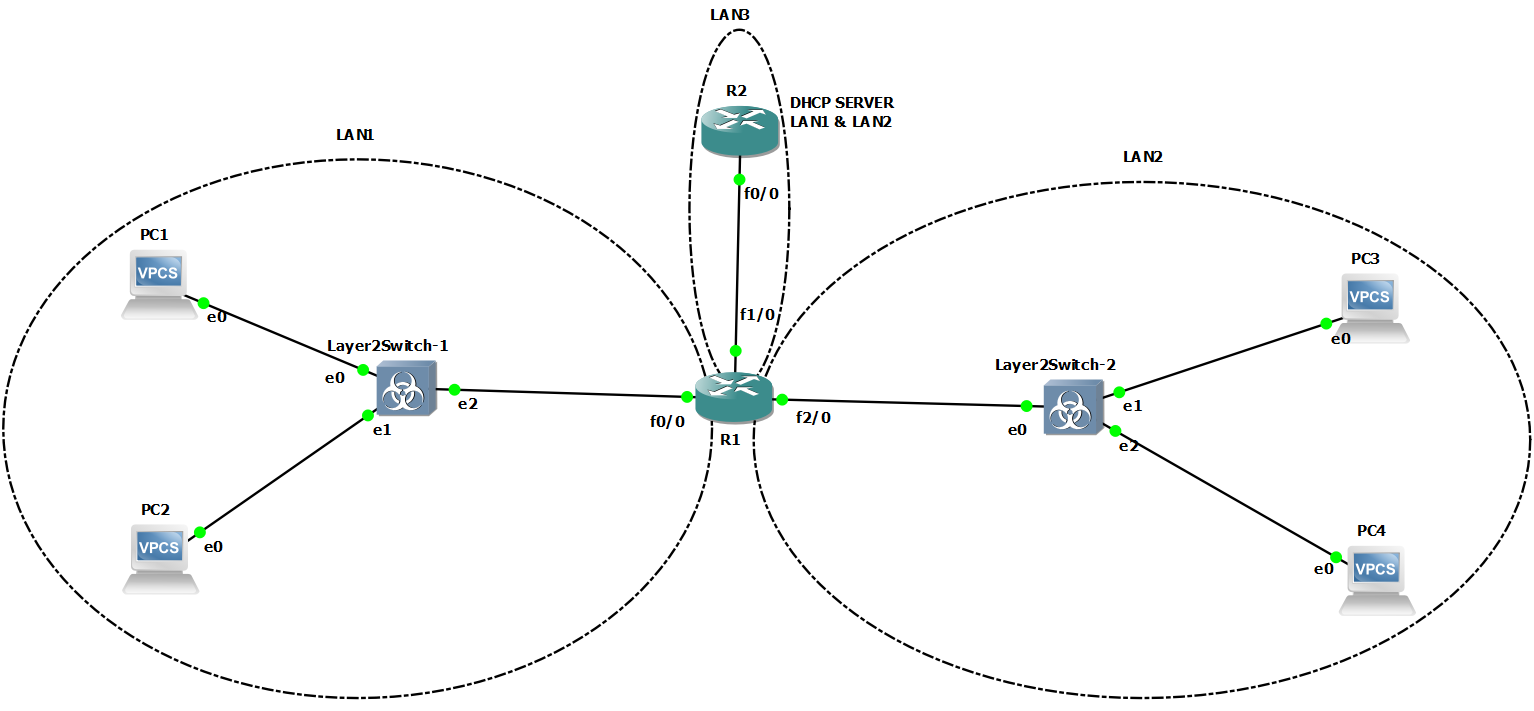 LAN3
R2
DHCP SERVER
LAN1 & LAN2
f0/0
LAN1
LAN2
PC1
VPCS
e0
PC3
VPCS
e0
f1/0
Layer2Switch-1
e0
e2
e1
f0/0
R1
f2/0
Layer2Switch-2
e0
e1
e2
PC2
VPCS
e0
PC4
VPCS
e0